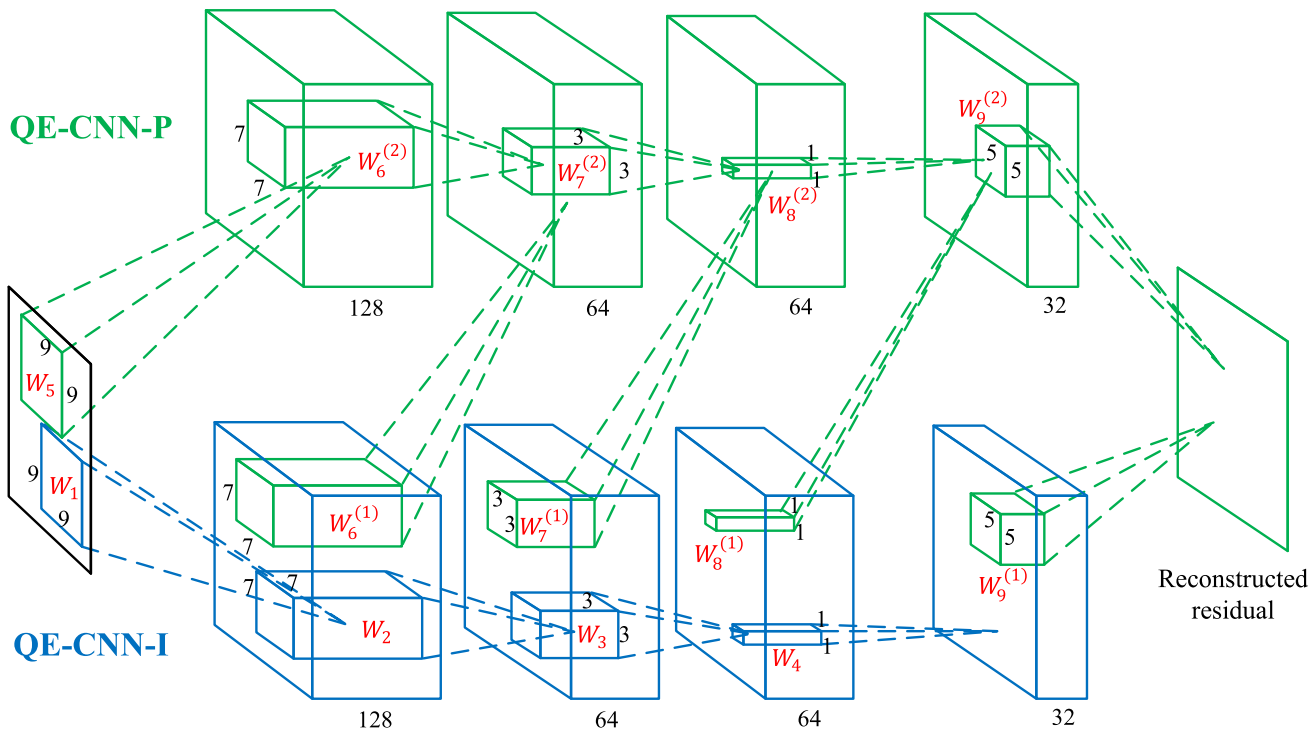 QE-CNN-P
7
7
W_6^{(2)}
3
3
W_7^{(2)}
1
1
W_8^{(2)}
W_9^{(2)}
5
5
128
64
64
32
9
9
W_5
9
9
W_1
7
7
W_6^{(1)}
3
3
W_7^{(1)}
1
1
W_8^{(1)}
5
5
W_9^{(1)}
Reconstructed
residual
QE-CNN-I
7
7
W_2
3
3
W_3
1
1
W_4
128
64
64
32